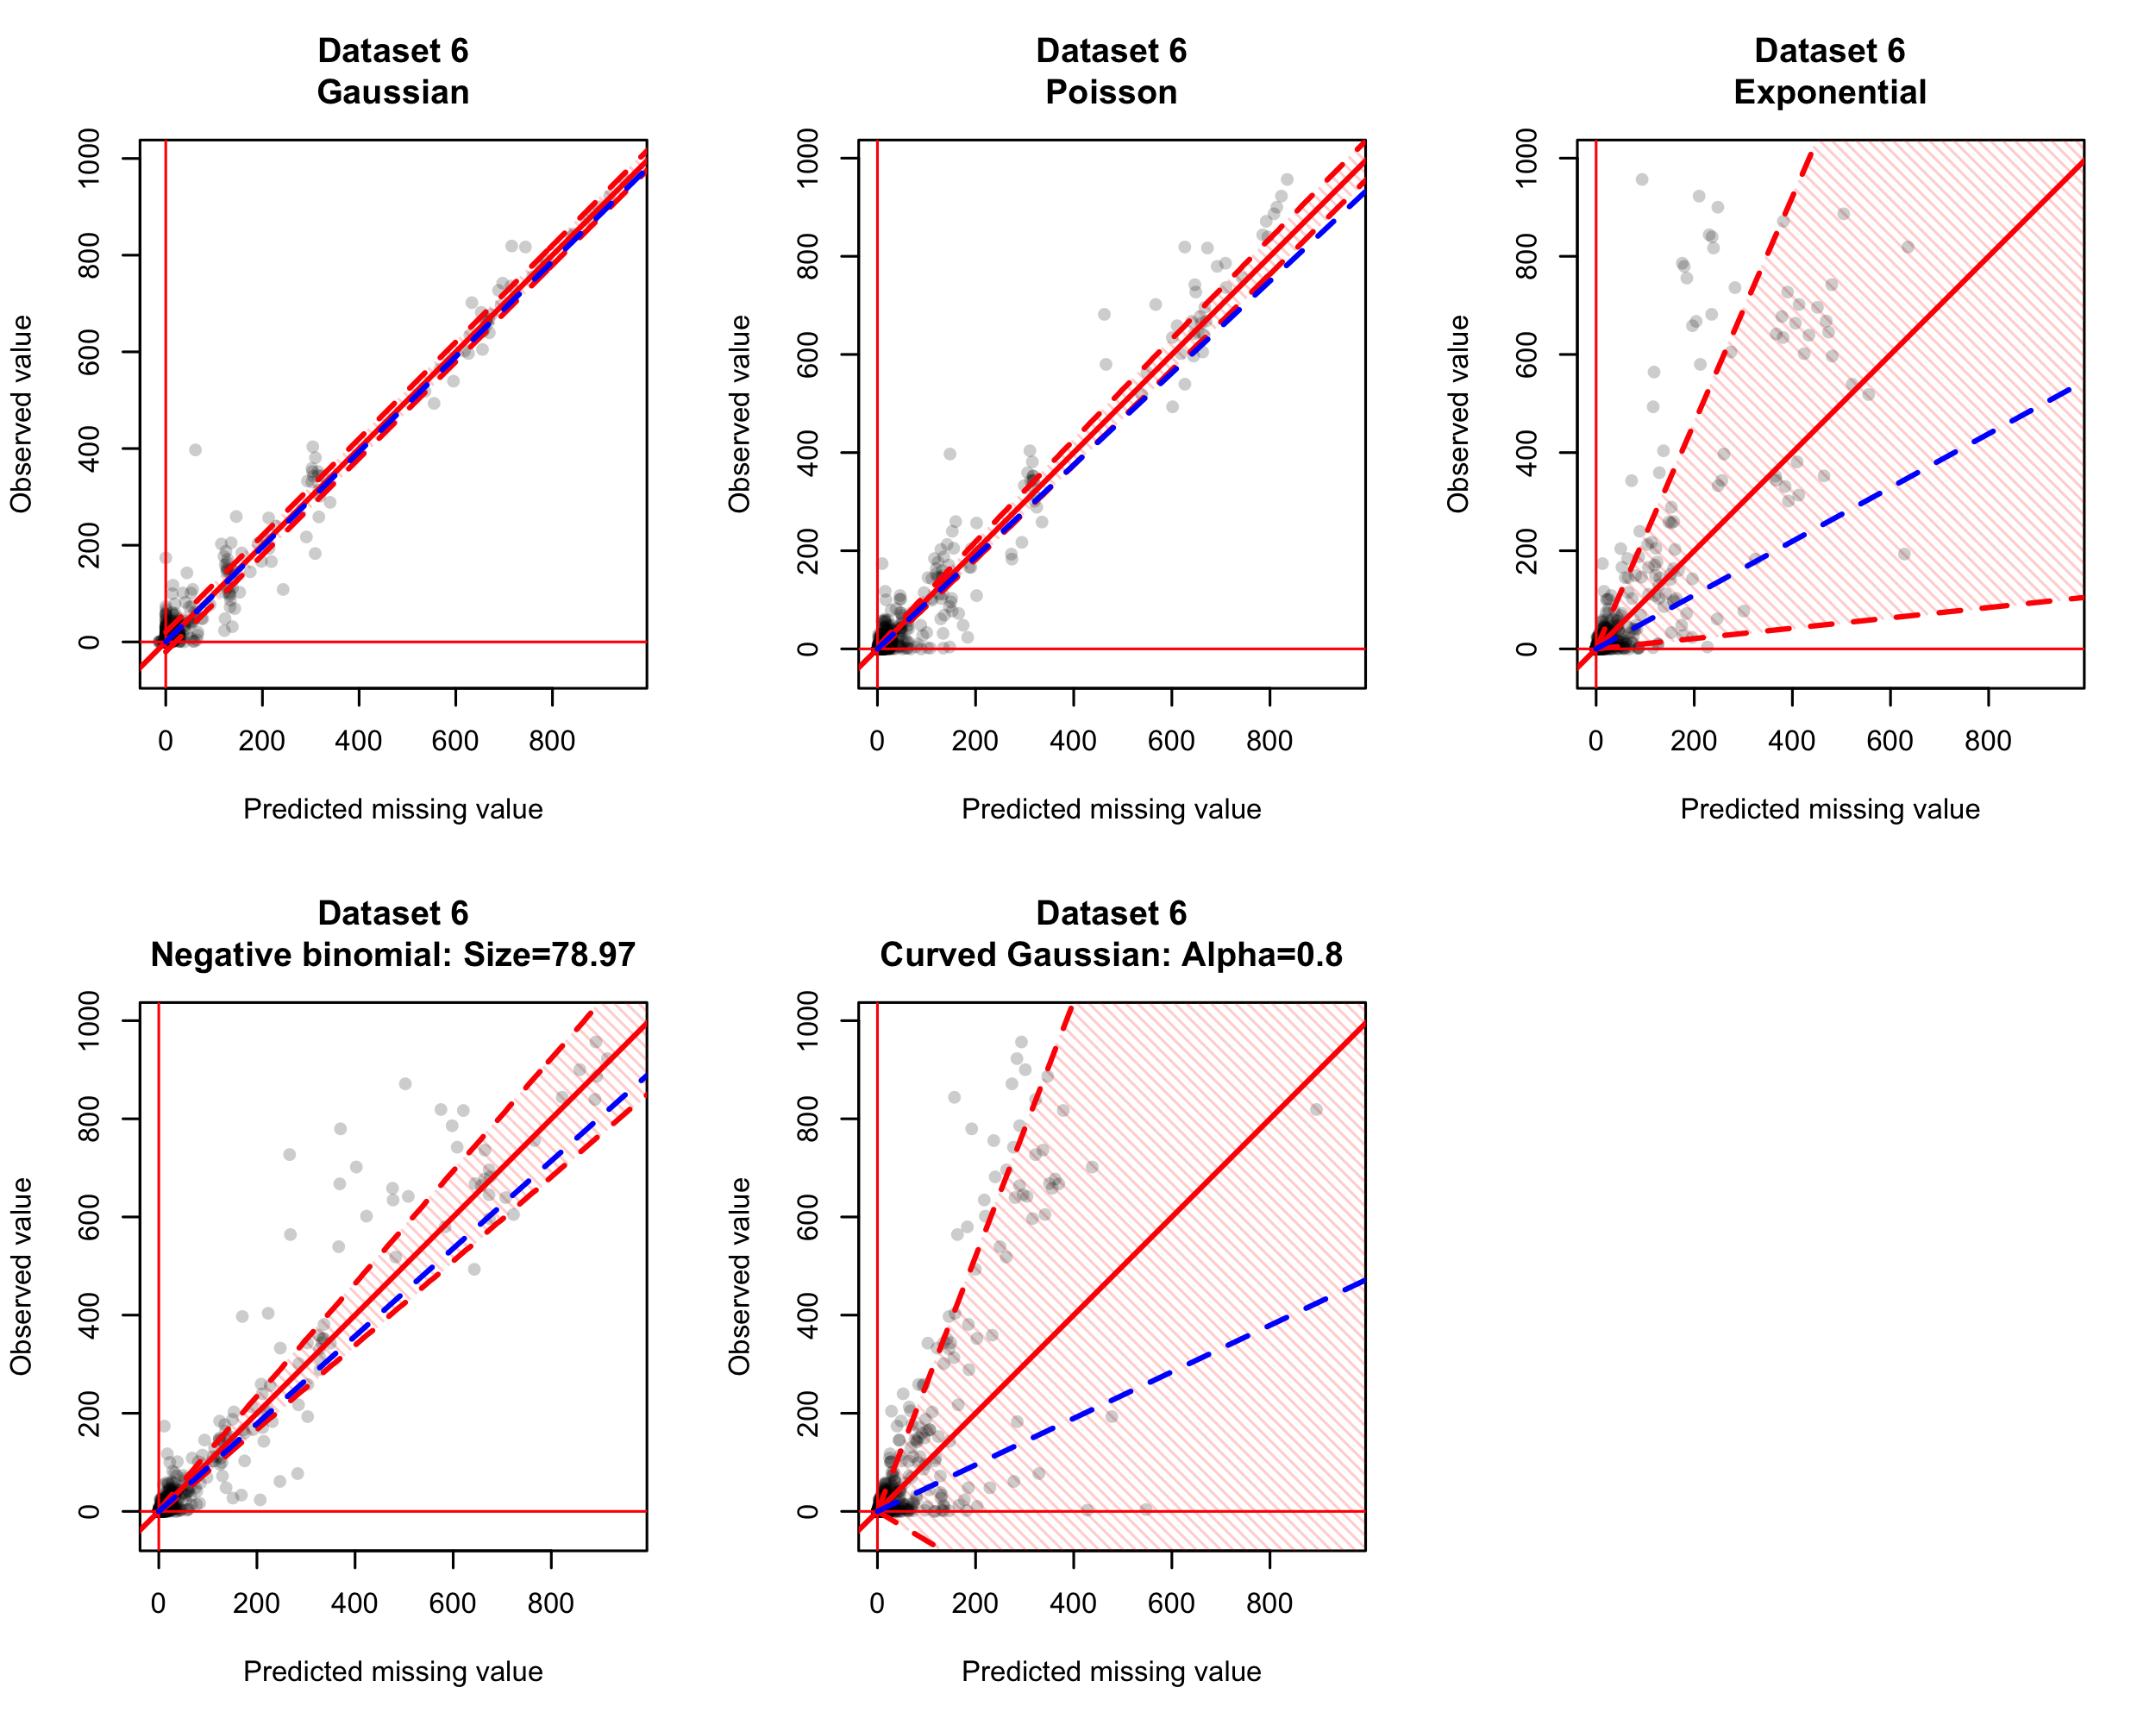 Dataset 6
Gaussian
1000
800
600
400
200
0
Observed value
0 200 400 600 800
Predicted missing value
Dataset 6
Poisson
1000
800
600
400
200
0
Observed value
0 200 400 600 800
Predicted missing value
Dataset 6
Exponential
1000
800
600
400
200
0
Observed value
0 200 400 600 800
Predicted missing value
Dataset 6
Negative binomial: Size=78.97
1000
800
600
400
200
0
Observed value
0 200 400 600 800
Predicted missing value
Dataset 6
Curved Gaussian: Alpha=0.8
1000
800
600
400
200
0
Observed value
0 200 400 600 800
Predicted missing value